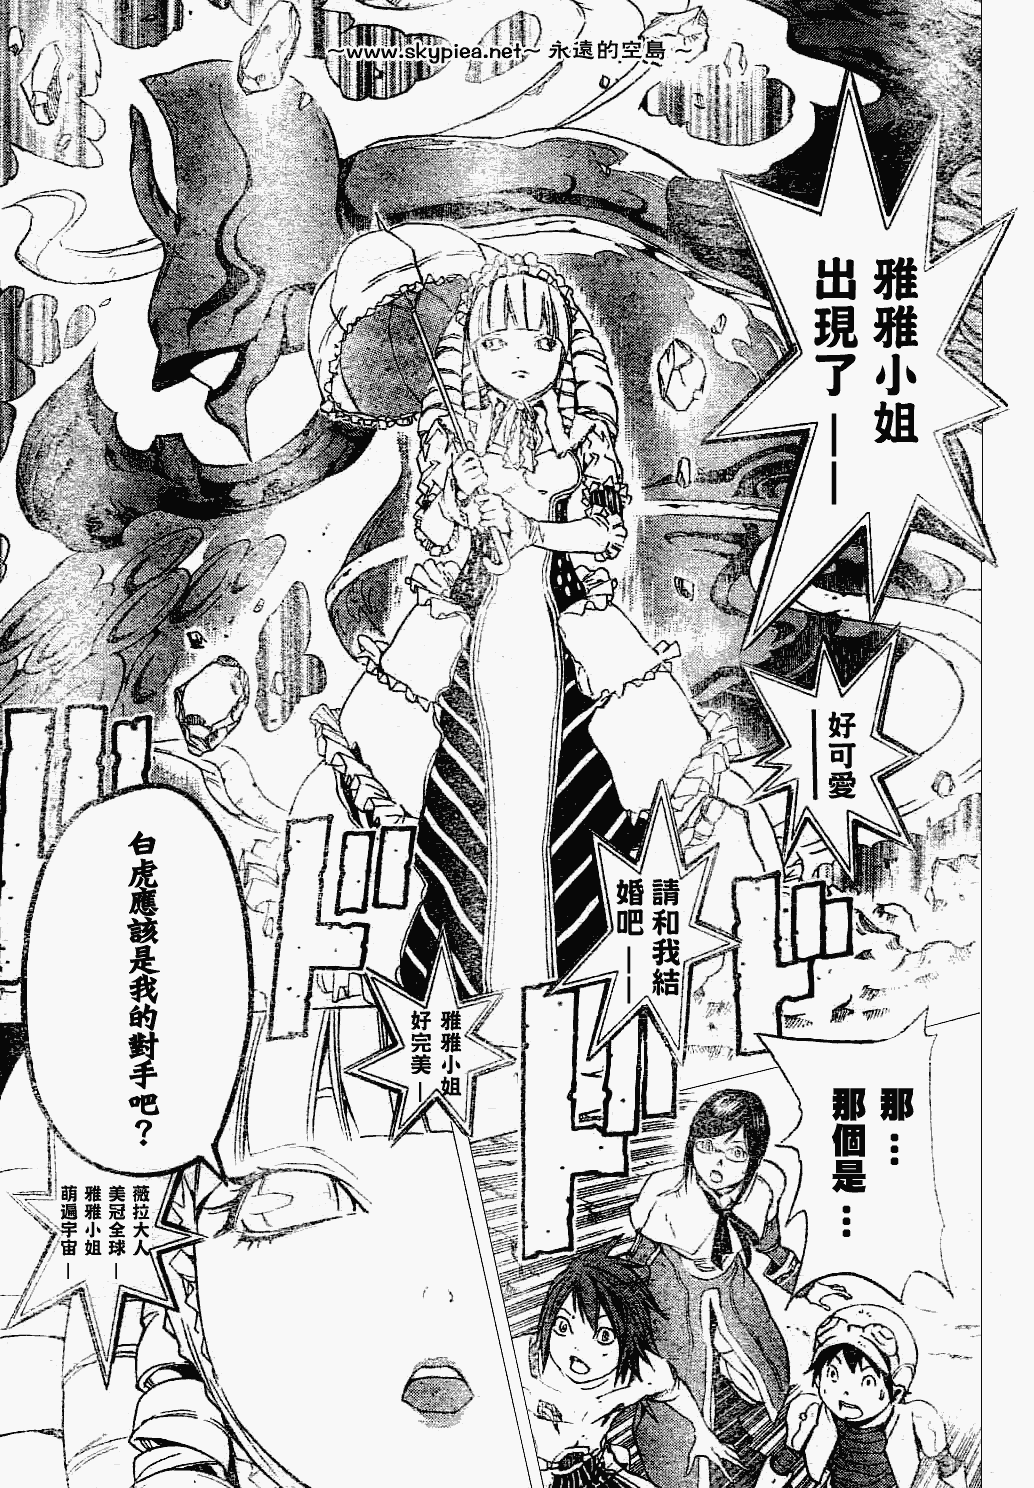 ~www.skypiea.net~ 永遠的空島 ~
雅雅小姐
出現了——
好可愛
——
請和我結
婚吧——
雅雅小姐
好完美—
那…
那個是…
白虎應該是我的對手吧？
薇拉大人
美冠全球—
雅雅小姐
萌遍宇宙—